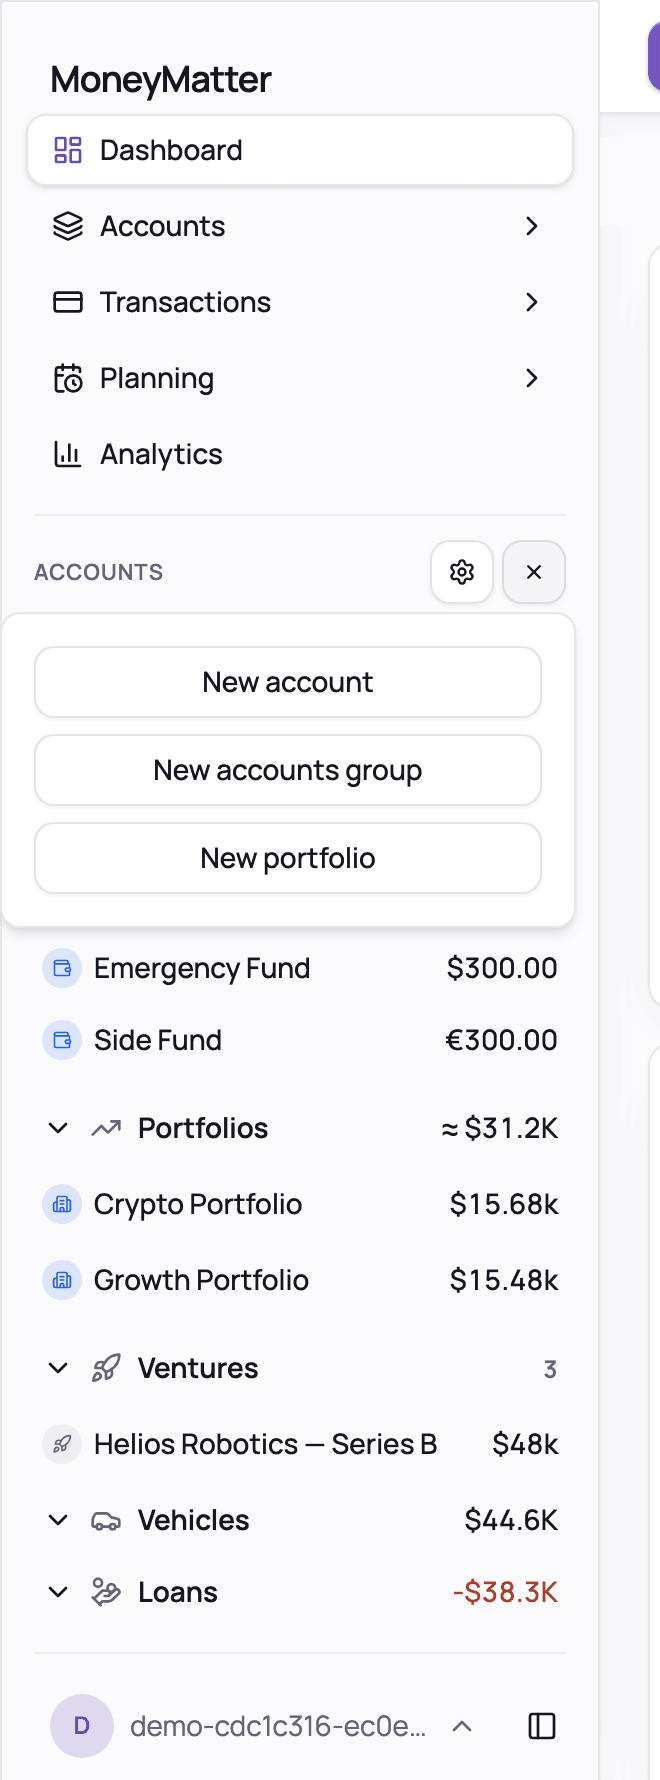 MoneyMatter
Dashboard
Accounts
Transactions
Planning
Analytics
ACCOUNTS
New account
New accounts group
New portfolio
Emergency Fund $300.00
Side Fund €300.00
Portfolios ≈ $31.2K
Crypto Portfolio $15.68k
Growth Portfolio $15.48k
Ventures 3
Helios Robotics — Series B $48k
Vehicles $44.6K
Loans -$38.3K
D demo-cdc1c316-ec0e...